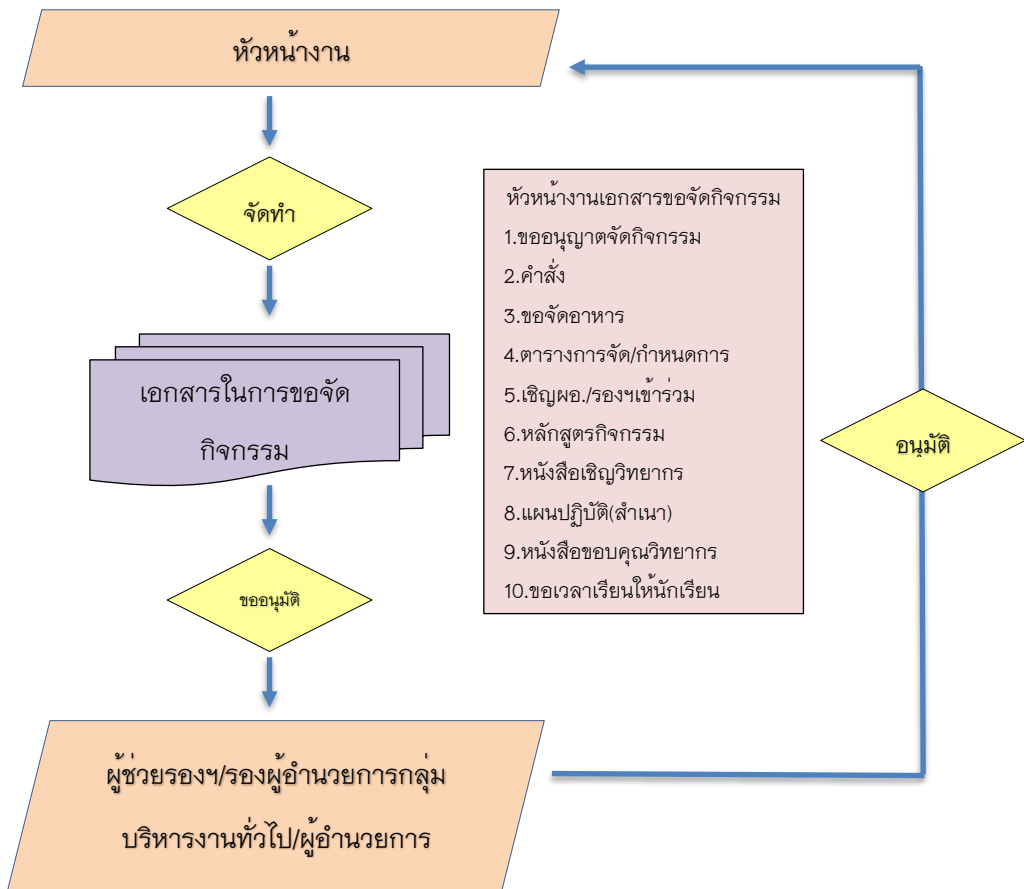 หัวหน้างาน
จัดทำ
เอกสารในการขอจัด
กิจกรรม
ขออนุมัติ
ผู้ช่วยรองฯ/รองผู้อำนวยการกลุ่ม
บริหารงานทั่วไป/ผู้อำนวยการ
หัวหน้างานเอกสารขอจัดกิจกรรม
1.ขออนุญาตจัดกิจกรรม
2.คำสั่ง
3.ขอจัดอาหาร
4.ตารางการจัด/กำหนดการ
5.เชิญผอ./รองฯเข้าร่วม
6.หลักสูตรกิจกรรม
7.หนังสือเชิญวิทยากร
8.แผนปฏิบัติ(สำเนา)
9.หนังสือขอบคุณวิทยากร
10.ขอเวลาเรียนให้นักเรียน
อนุมัติ